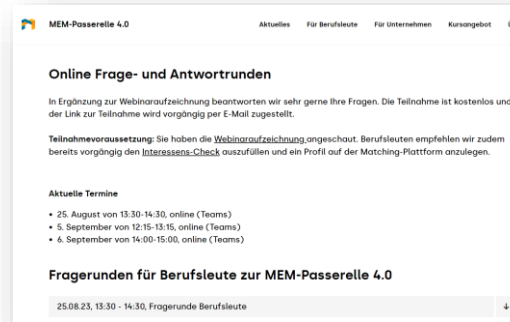 MEM-Passerelle 4.0
Aktuelles Für Berufsleute Für Unternehmen Kursangebot
Online Frage- und Antwortrunden
In Ergänzung zur Webinaraufzeichnung beantworten wir sehr gerne Ihre Fragen. Die Teilnahme ist kostenlos und
der Link zur Teilnahme wird vorgängig per E-Mail zugestellt.
Teilnahmevoraussetzung: Sie haben die Webinaraufzeichnung angeschaut. Berufsleuten empfehlen wir zudem
bereits vorgängig den Interessens-Check auszufüllen und ein Profil auf der Matching-Plattform anzulegen.
Aktuelle Termine
• 25. August von 13:30-14:30, online (Teams)
• 5. September von 12:15-13:15, online (Teams)
• 6. September von 14:00-15:00, online (Teams)
Fragerunden für Berufsleute zur MEM-Passerelle 4.0
25.08.23, 13:30 - 14:30, Fragerunde Berufsleute